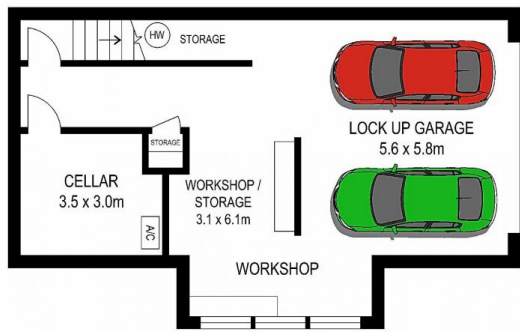 HW
STORAGE
LOCK UP GARAGE
5.6 x 5.8m
STORAGE
CELLAR
3.5 x 3.0m
WORKSHOP /
STORAGE
3.1 x 6.1m
A/C
WORKSHOP